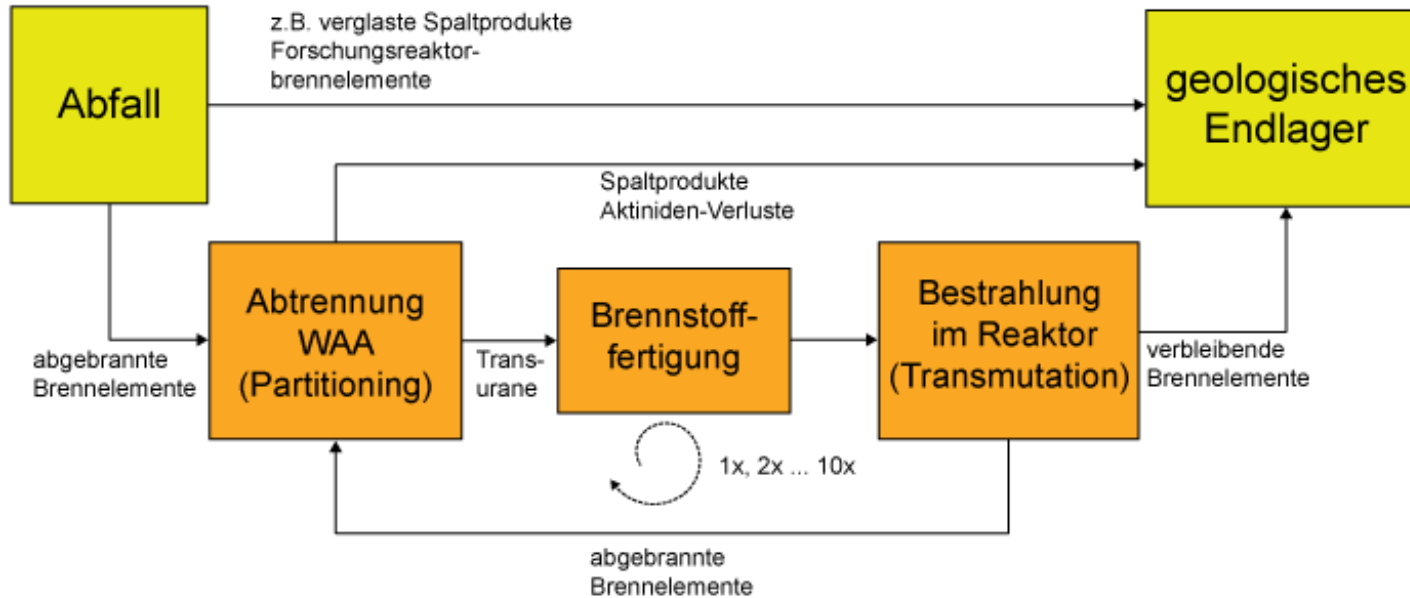 z.B. verglaste Spaltprodukte
Forschungsreaktor-
brennelemente
Abfall
geologisches
Endlager
Spaltprodukte
Aktiniden-Verluste
Abtrennung
WAA
(Partitioning)
Brennstoff-
fertigung
Bestrahlung
im Reaktor
(Transmutation)
abgebrannte
Brennelemente
Trans-
urane
verbleibende
Brennelemente
1x, 2x ... 10x
abgebrannte
Brennelemente